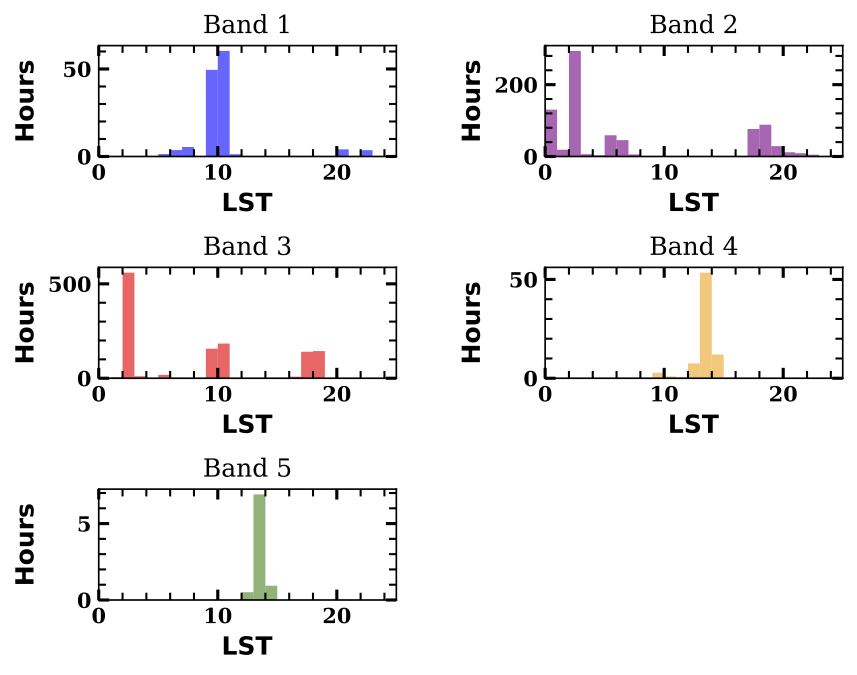 Band 1
Hours
50
0
0 10 20
LST
Band 2
Hours
200
0
0 10 20
LST
Band 3
Hours
500
0
0 10 20
LST
Band 4
Hours
50
0
0 10 20
LST
Band 5
Hours
5
0
0 10 20
LST